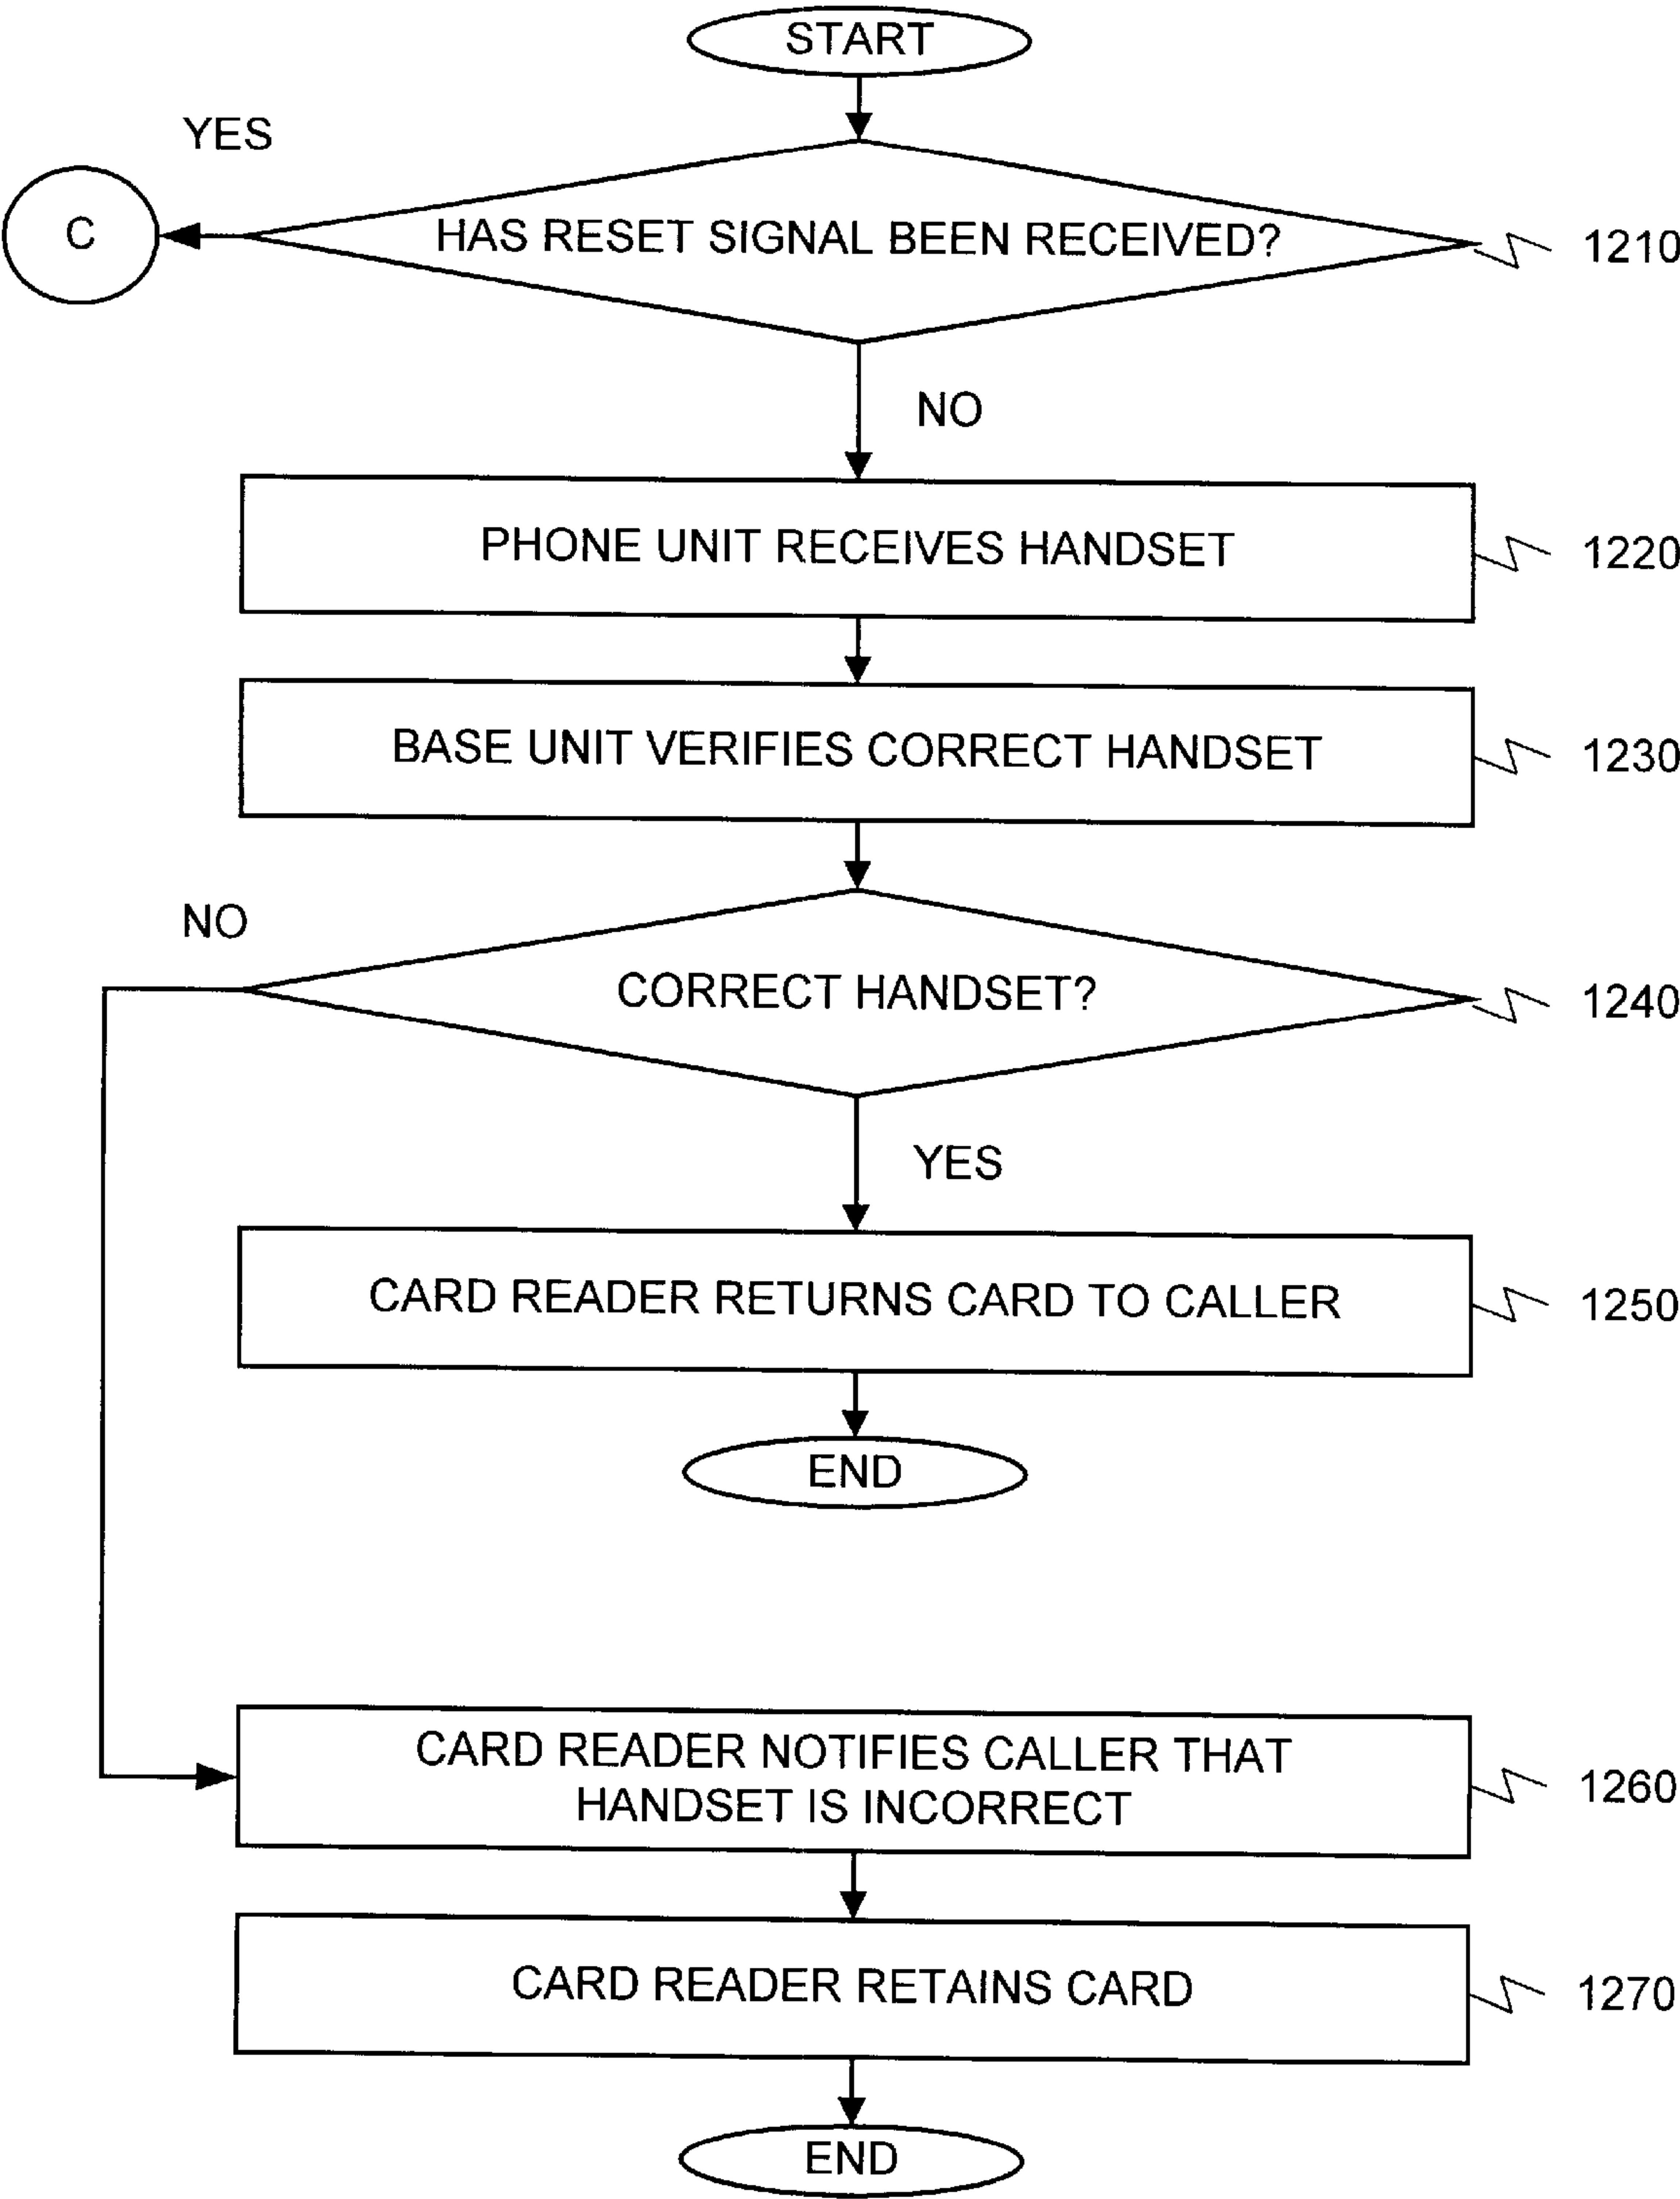 START
YES
C
HAS RESET SIGNAL BEEN RECEIVED?
1210
NO
PHONE UNIT RECEIVES HANDSET
1220
BASE UNIT VERIFIES CORRECT HANDSET
1230
NO
CORRECT HANDSET?
1240
YES
CARD READER RETURNS CARD TO CALLER
1250
END
CARD READER NOTIFIES CALLER THAT
HANDSET IS INCORRECT
1260
CARD READER RETAINS CARD
1270
END